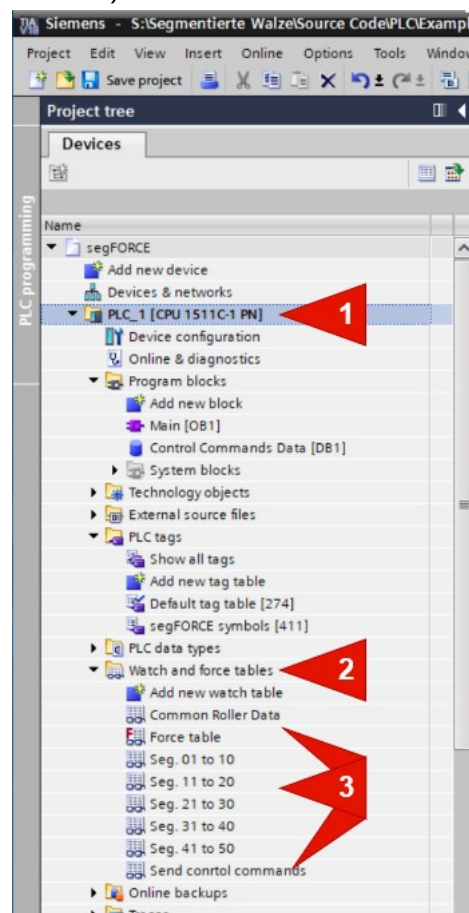 Siemens - S:\Segmentierte Walze\Source Code\PLC\Examp
Project Edit View Insert Online Options Tools Window
Save project
Project tree
Devices
PLC programming
Name
segFORCE
Add new device
Devices & networks
PLC_1 [CPU 1511C-1 PN]
1
Device configuration
Online & diagnostics
Program blocks
Add new block
Main [OB1]
Control Commands Data [DB1]
System blocks
Technology objects
External source files
PLC tags
Show all tags
Add new tag table
Default tag table [274]
segFORCE symbols [411]
PLC data types
Watch and force tables
2
Add new watch table
Common Roller Data
Force table
Seg. 01 to 10
Seg. 11 to 20
3
Seg. 21 to 30
Seg. 31 to 40
Seg. 41 to 50
Send conrtol commands
Online backups
Traces